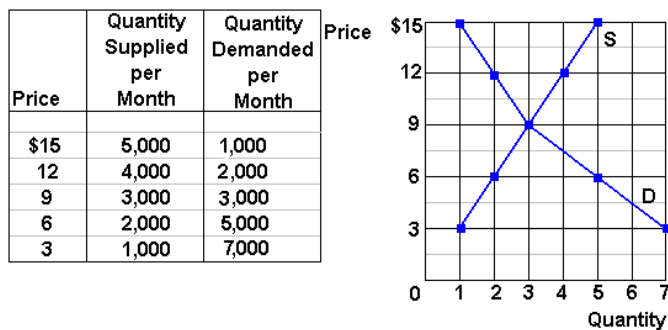 Price
Quantity
Supplied
per
Month
Quantity
Demanded
per
Month
$15 5,000 1,000
12 4,000 2,000
9 3,000 3,000
6 2,000 5,000
3 1,000 7,000
Price
$15
12
9
6
3
S
D
0 1 2 3 4 5 6 7
Quantity